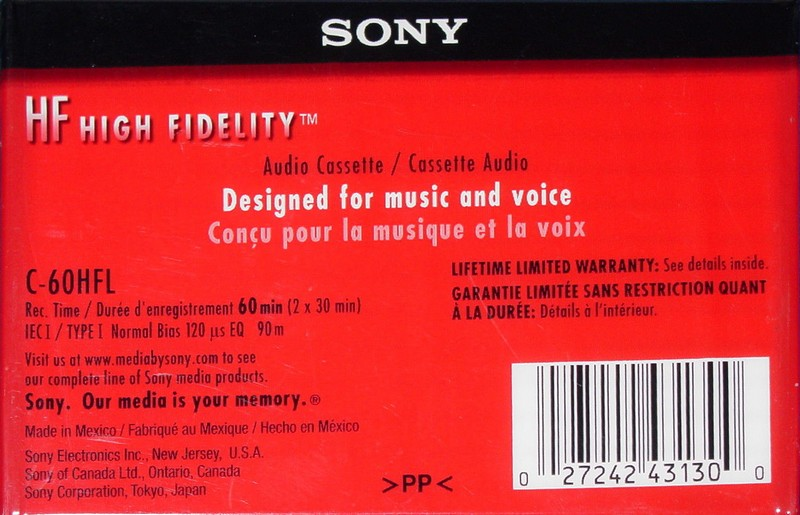 SONY
HF HIGH FIDELITY™
Audio Cassette / Cassette Audio
Designed for music and voice
Conçu pour la musique et la voix
C-60HFL
Rec. Time / Durée d'enregistrement 60 min (2 x 30 min)
IEC I / TYPE I Normal Bias 120 µs EQ 90 m
Visit us at www.mediabysony.com to see
our complete line of Sony media products.
Sony. Our media is your memory.®
Made in Mexico / Fabriqué au Mexique / Hecho en México
Sony Electronics Inc., New Jersey, U.S.A.
Sony of Canada Ltd., Ontario, Canada
Sony Corporation, Tokyo, Japan
>PP<
LIFETIME LIMITED WARRANTY: See details inside.
GARANTIE LIMITÉE SANS RESTRICTION QUANT
À LA DURÉE: Détails à l'intérieur.
0 27242 43130 0